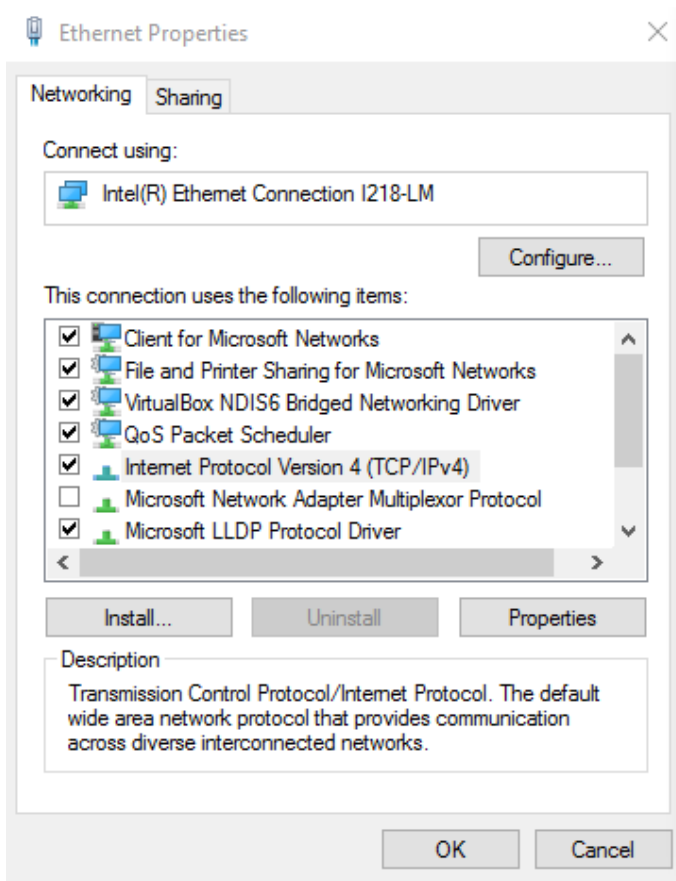 Ethernet Properties
Networking
Sharing
Connect using:
Intel(R) Ethernet Connection I218-LM
Configure...
This connection uses the following items:
Client for Microsoft Networks
File and Printer Sharing for Microsoft Networks
VirtualBox NDIS6 Bridged Networking Driver
QoS Packet Scheduler
Internet Protocol Version 4 (TCP/IPv4)
Microsoft Network Adapter Multiplexor Protocol
Microsoft LLDP Protocol Driver
Install...
Uninstall
Properties
Description
Transmission Control Protocol/Internet Protocol. The default
wide area network protocol that provides communication
across diverse interconnected networks.
OK
Cancel